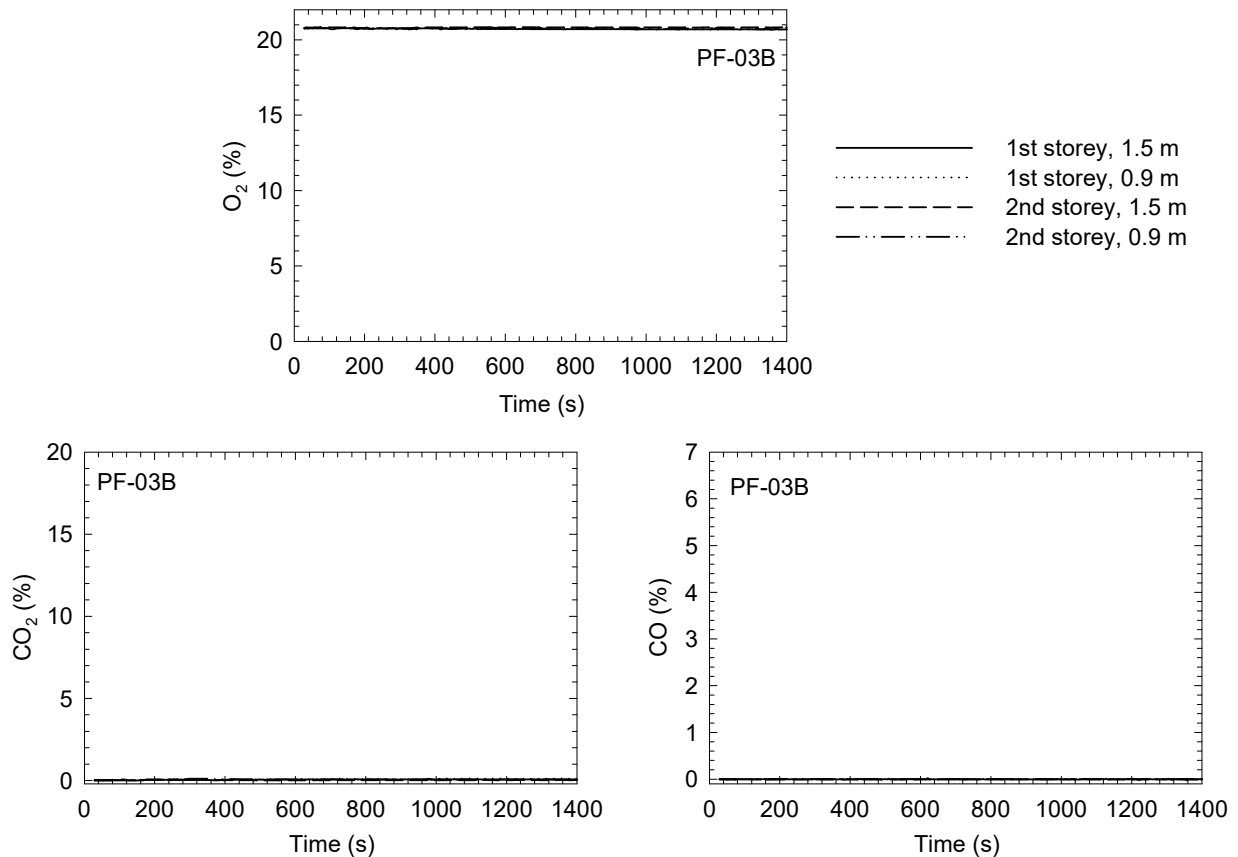 20
15
10
5
0
O₂ (%)
PF-03B
0 200 400 600 800 1000 1200 1400
Time (s)
1st storey, 1.5 m
1st storey, 0.9 m
2nd storey, 1.5 m
2nd storey, 0.9 m
20
15
10
5
0
CO₂ (%)
PF-03B
0 200 400 600 800 1000 1200 1400
Time (s)
7
6
5
4
3
2
1
0
CO (%)
PF-03B
0 200 400 600 800 1000 1200 1400
Time (s)